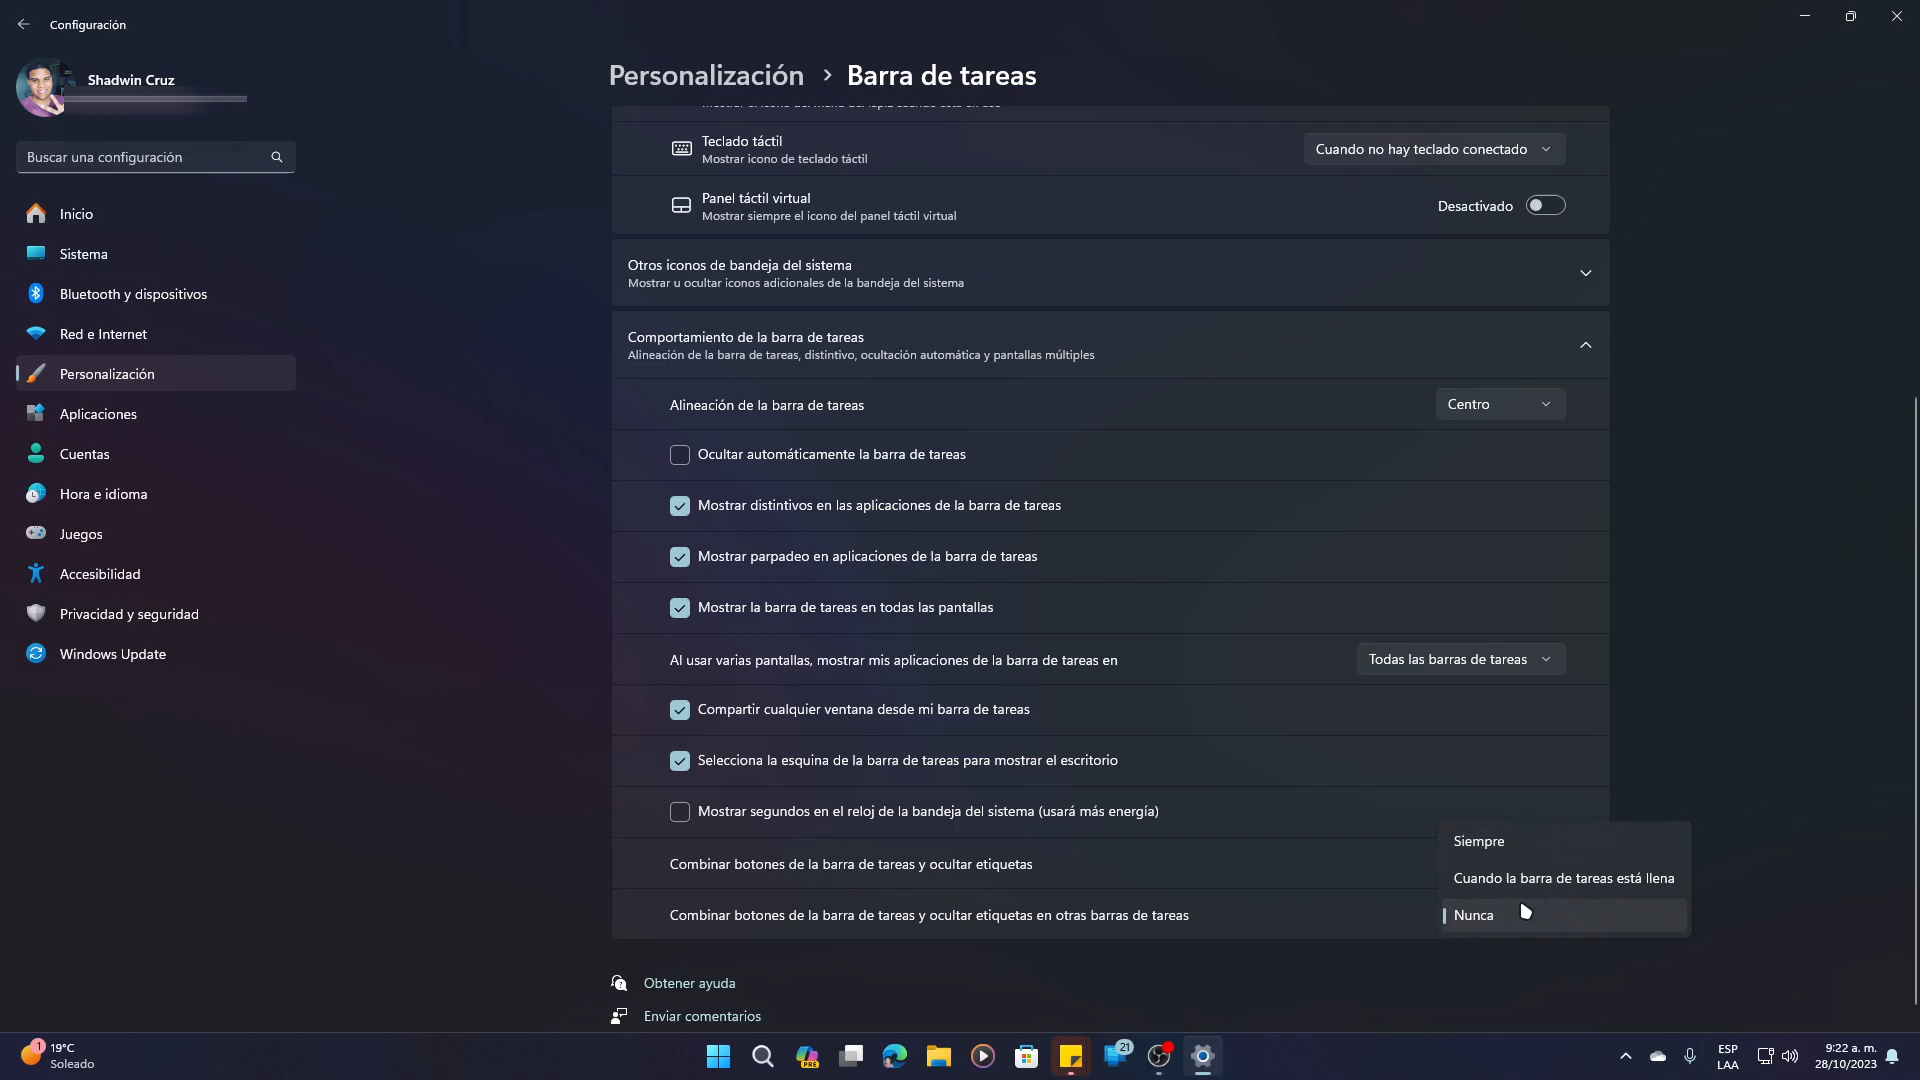 Configuración
Shadwin Cruz
Buscar una configuración
Inicio
Sistema
Bluetooth y dispositivos
Red e Internet
Personalización
Aplicaciones
Cuentas
Hora e idioma
Juegos
Accesibilidad
Privacidad y seguridad
Windows Update
Personalización > Barra de tareas
Teclado táctil
Mostrar icono de teclado táctil
Cuando no hay teclado conectado
Panel táctil virtual
Mostrar siempre el icono del panel táctil virtual
Desactivado
Otros iconos de bandeja del sistema
Mostrar u ocultar iconos adicionales de la bandeja del sistema
Comportamiento de la barra de tareas
Alineación de la barra de tareas, distintivo, ocultación automática y pantallas múltiples
Alineación de la barra de tareas
Centro
Ocultar automáticamente la barra de tareas
Mostrar distintivos en las aplicaciones de la barra de tareas
Mostrar parpadeo en aplicaciones de la barra de tareas
Mostrar la barra de tareas en todas las pantallas
Al usar varias pantallas, mostrar mis aplicaciones de la barra de tareas en
Todas las barras de tareas
Compartir cualquier ventana desde mi barra de tareas
Selecciona la esquina de la barra de tareas para mostrar el escritorio
Mostrar segundos en el reloj de la bandeja del sistema (usará más energía)
Combinar botones de la barra de tareas y ocultar etiquetas
Combinar botones de la barra de tareas y ocultar etiquetas en otras barras de tareas
Siempre
Cuando la barra de tareas está llena
Nunca
Obtener ayuda
Enviar comentarios
1
19°C
Soleado
PRE
21
ESP
LAA
9:22 a. m.
28/10/2023